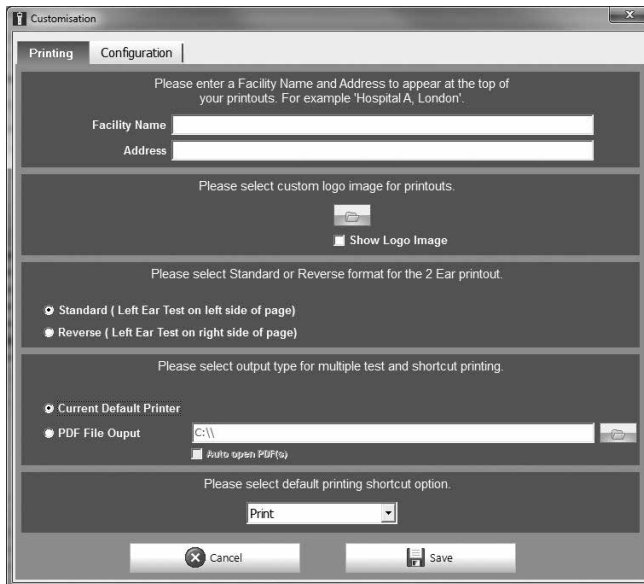 Customisation
Printing Configuration
Please enter a Facility Name and Address to appear at the top of
your printouts. For example 'Hospital A, London'.
Facility Name
Address
Please select custom logo image for printouts.
Show Logo Image
Please select Standard or Reverse format for the 2 Ear printout.
Standard ( Left Ear Test on left side of page)
Reverse ( Left Ear Test on right side of page)
Please select output type for multiple test and shortcut printing.
Current Default Printer
PDF File Ouput C:\\
Auto open PDF(s)
Please select default printing shortcut option.
Print
Cancel Save